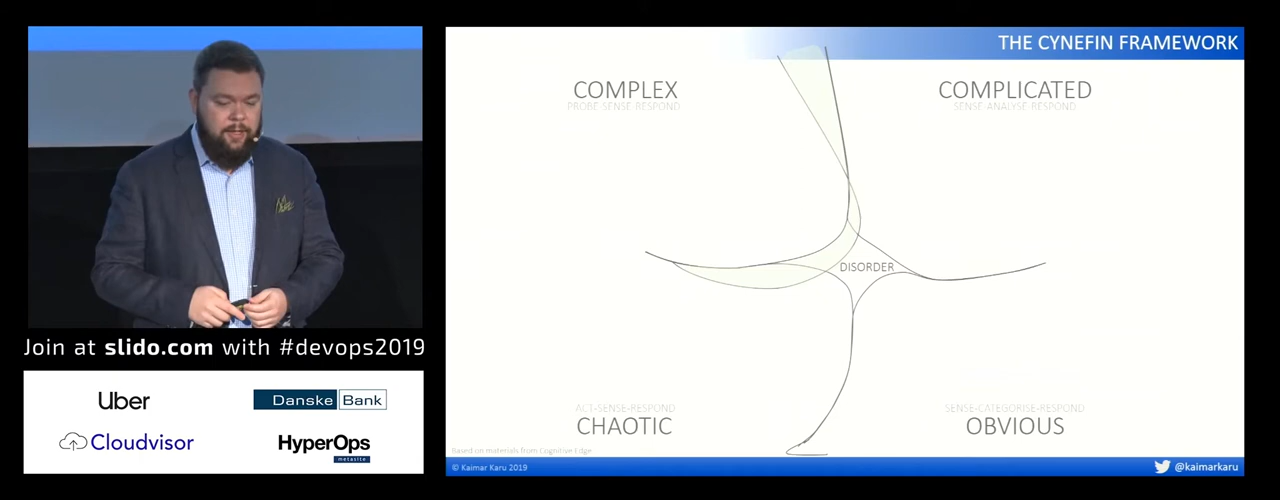 Join at slido.com with #devops2019
Uber
Danske Bank
Cloudvisor
HyperOps
metasite
THE CYNEFIN FRAMEWORK
COMPLEX
PROBE-SENSE-RESPOND
COMPLICATED
SENSE-ANALYSE-RESPOND
DISORDER
ACT-SENSE-RESPOND
CHAOTIC
SENSE-CATEGORISE-RESPOND
OBVIOUS
Based on materials from Cognitive Edge
© Kaimar Karu 2019
@kaimarkaru